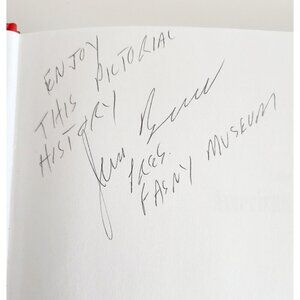 ENJOY
THIS PICTORIAL
HISTORY
PRES.
FASNY MUSEUM